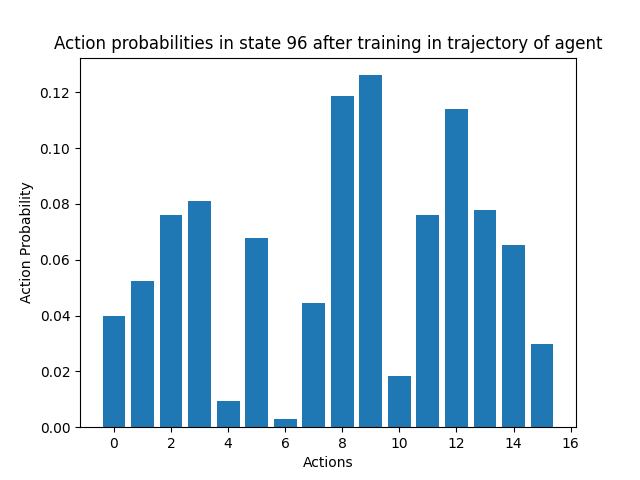 Action probabilities in state 96 after training in trajectory of agent
0.12
0.10
0.08
0.06
0.04
0.02
0.00
Action Probability
0 2 4 6 8 10 12 14 16
Actions